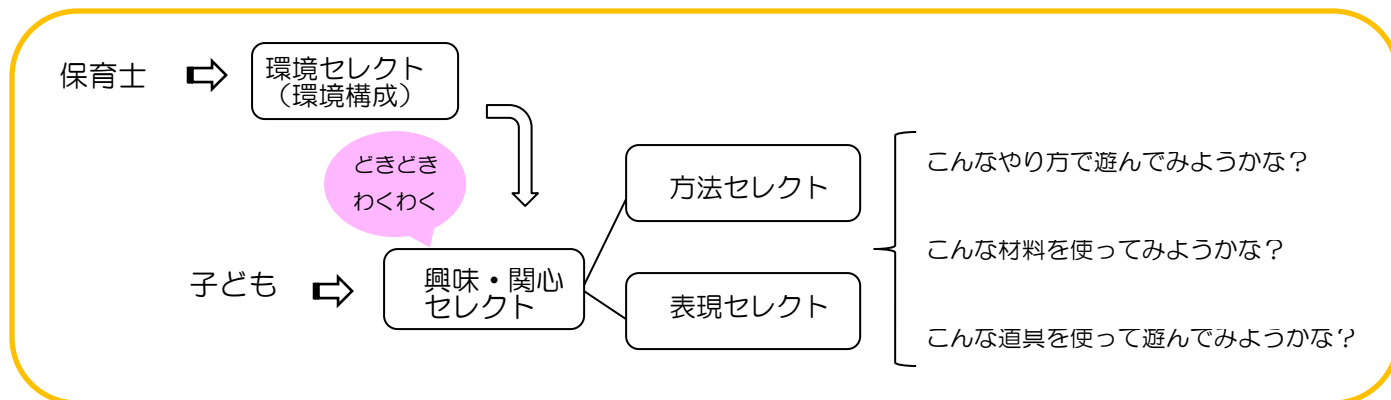 保育士
環境セレクト
（環境構成）
どきどき
わくわく
子ども
興味・関心
セレクト
方法セレクト
表現セレクト
こんなやり方で遊んでみようかな？
こんな材料を使ってみようかな？
こんな道具を使って遊んでみようかな？